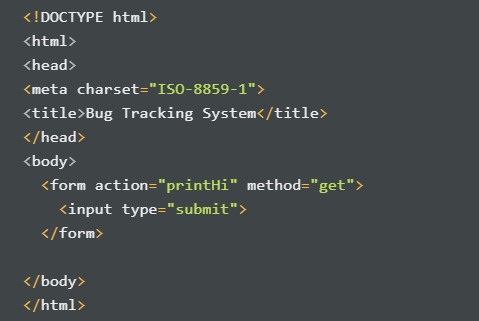 <!DOCTYPE html>
<html>
<head>
<meta charset="ISO-8859-1">
<title>Bug Tracking System</title>
</head>
<body>
<form action="printHi" method="get">
<input type="submit">
</form>
</body>
</html>